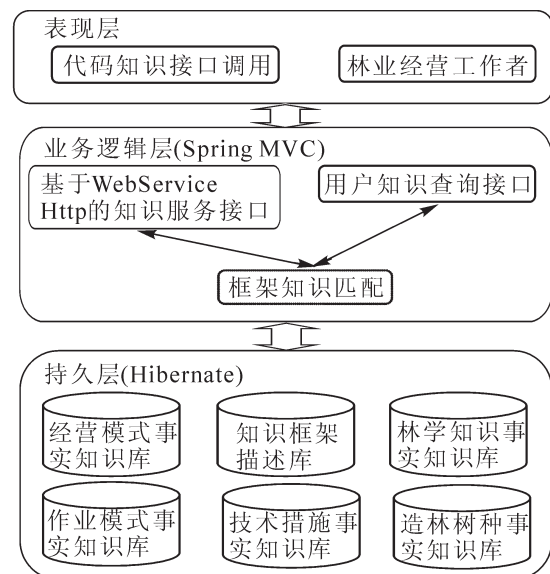 表现层
代码知识接口调用
林业经营工作者
业务逻辑层(Spring MVC)
基于WebService
Http的知识服务接口
用户知识查询接口
框架知识匹配
持久层(Hibernate)
经营模式事
实知识库
知识框架
描述库
林学知识事
实知识库
作业模式事
实知识库
技术措施事
实知识库
造林树种事
实知识库